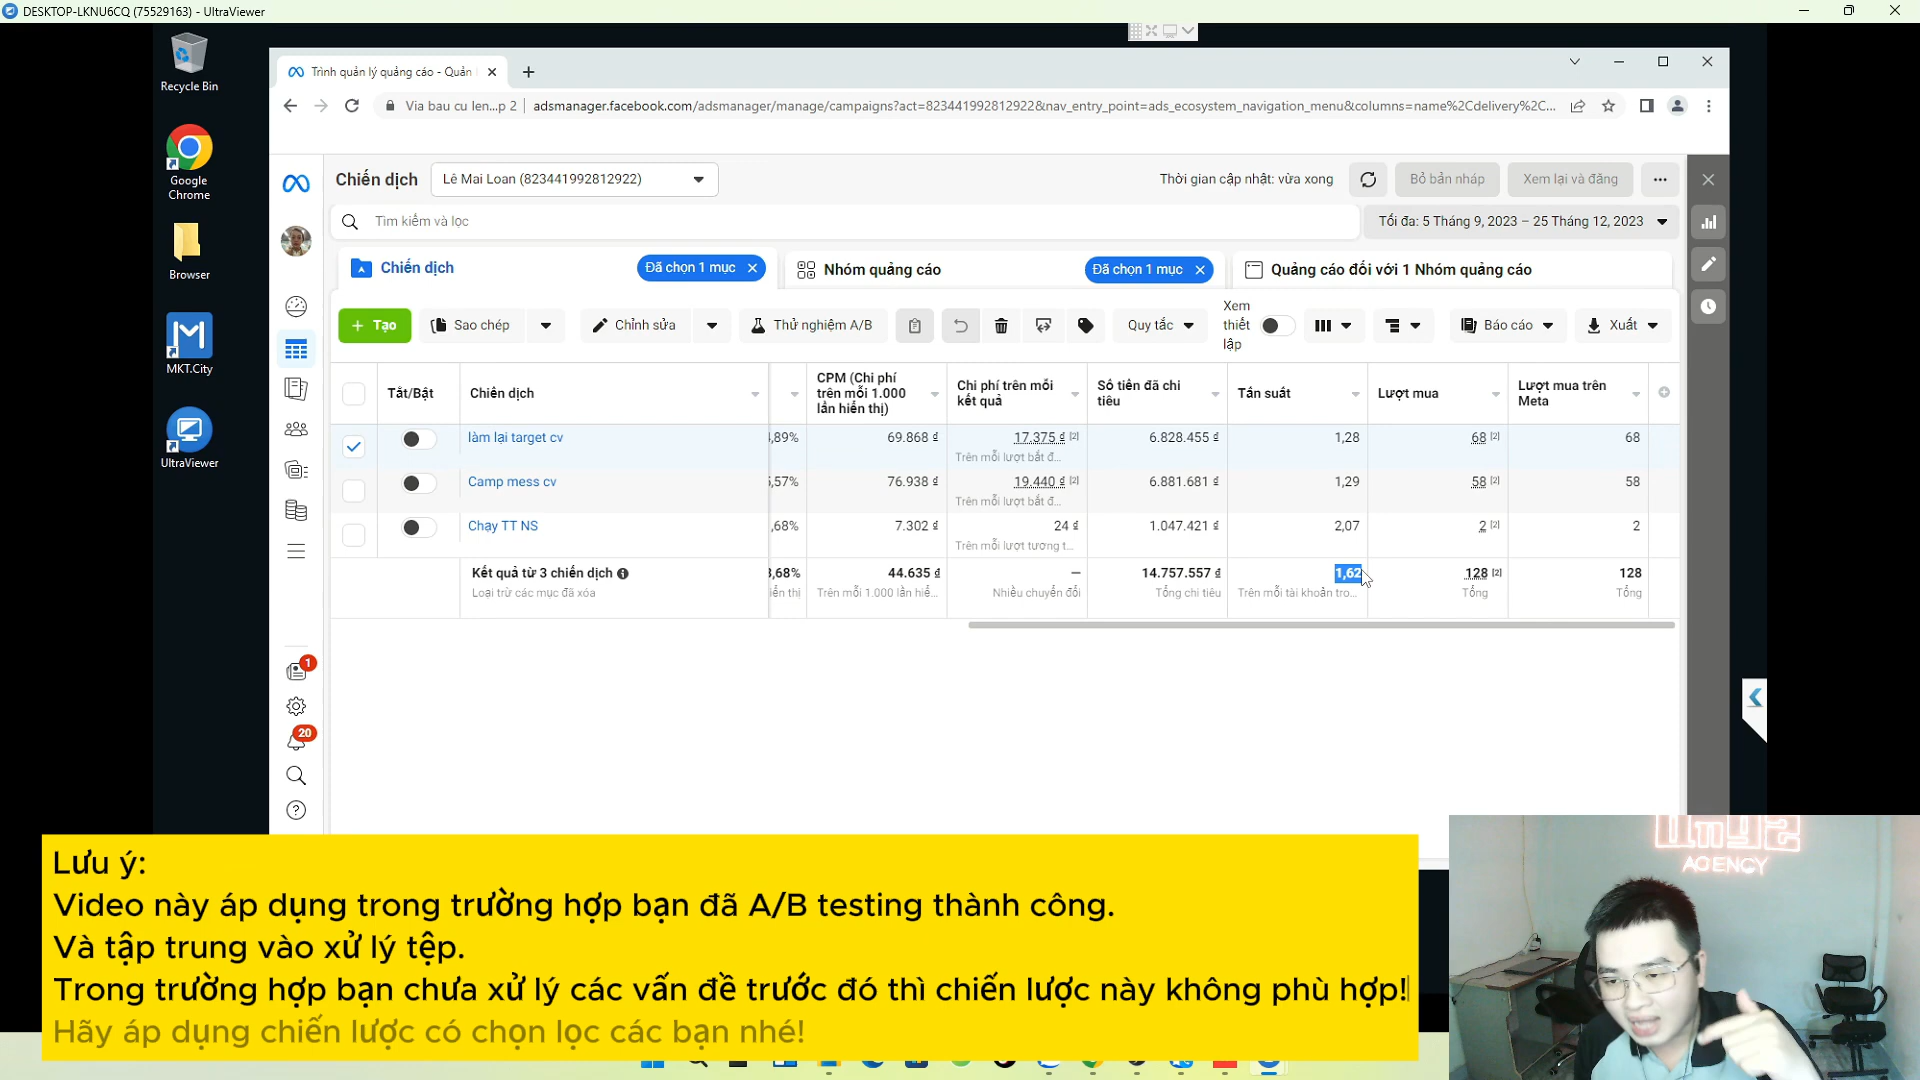 DESKTOP-LKNU6CQ (75529163) - UltraViewer
Recycle Bin
Google Chrome
Browser
MKT.City
UltraViewer
Trình quản lý quảng cáo - Quản
Via bau cu len...p 2
adsmanager.facebook.com/adsmanager/manage/campaigns?act=823441992812922&nav_entry_point=ads_ecosystem_navigation_menu&columns=name%2Cdelivery%2C...
Chiến dịch
Lê Mai Loan (823441992812922)
Thời gian cập nhật: vừa xong
Bỏ bản nháp
Xem lại và đăng
Tìm kiếm và lọc
Tối đa: 5 Tháng 9, 2023 – 25 Tháng 12, 2023
Chiến dịch
Đã chọn 1 mục
Nhóm quảng cáo
Đã chọn 1 mục
Quảng cáo đối với 1 Nhóm quảng cáo
+ Tạo
Sao chép
Chỉnh sửa
Thử nghiệm A/B
Quy tắc
Xem thiết lập
Báo cáo
Xuất
Tắt/Bật
Chiến dịch
CPM (Chi phí trên mỗi 1.000 lần hiển thị)
Chi phí trên mỗi kết quả
Số tiền đã chi tiêu
Tần suất
Lượt mua
Lượt mua trên Meta
làm lại target cv ,89% 69.868 ₫ 17.375 ₫ [2] 6.828.455 ₫ 1,28 68 [2] 68
Trên mỗi lượt bắt đ...
Camp mess cv ,57% 76.938 ₫ 19.440 ₫ [2] 6.881.681 ₫ 1,29 58 [2] 58
Trên mỗi lượt bắt đ...
Chạy TT NS ,68% 7.302 ₫ 24 ₫ 1.047.421 ₫ 2,07 2 [2] 2
Trên mỗi lượt tương t...
Kết quả từ 3 chiến dịch ,68% 44.635 ₫ — 14.757.557 ₫ 1,62 128 [2] 128
Loại trừ các mục đã xóa ển thị Trên mỗi 1.000 lần hiể... Nhiều chuyển đổi Tổng chi tiêu Trên mỗi tài khoản tro... Tổng Tổng
1
20
Lưu ý:
Video này áp dụng trong trường hợp bạn đã A/B testing thành công.
Và tập trung vào xử lý tệp.
Trong trường hợp bạn chưa xử lý các vấn đề trước đó thì chiến lược này không phù hợp!
Hãy áp dụng chiến lược có chọn lọc các bạn nhé!
AGENCY